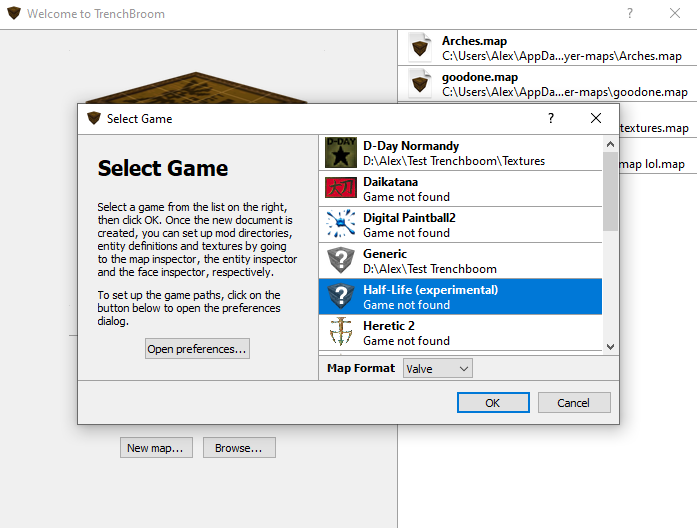 Welcome to TrenchBroom
?
Arches.map
C:\Users\Alex\AppDa...yer-maps\Arches.map
goodone.map
C:\Users\Alex\AppDa...er-maps\goodone.map
textures.map
map lol.map
Select Game
?
Select Game
Select a game from the list on the right,
then click OK. Once the new document is
created, you can set up mod directories,
entity definitions and textures by going
to the map inspector, the entity inspector
and the face inspector, respectively.
To set up the game paths, click on the
button below to open the preferences
dialog.
Open preferences...
D-DAY
D-Day Normandy
D:\Alex\Test Trenchboom\Textures
Daikatana
Game not found
Digital Paintball2
Game not found
?
Generic
D:\Alex\Test Trenchboom
?
Half-Life (experimental)
Game not found
Heretic 2
Game not found
Map Format
Valve
OK
Cancel
New map...
Browse...